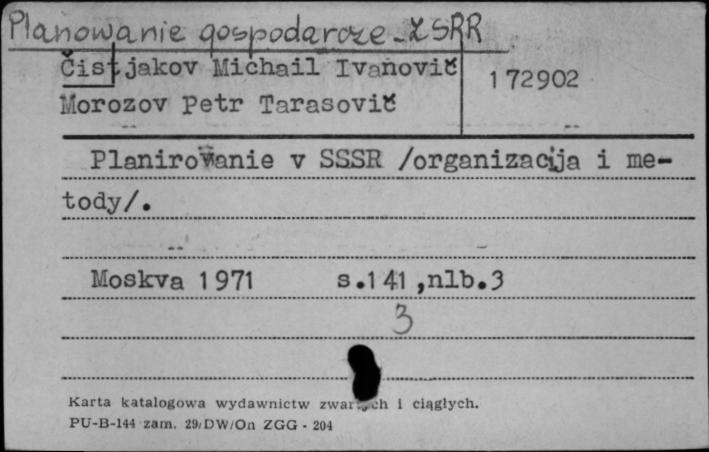 Planowanie gospodarcze - ZSRR
Čistjakov Michail Ivanovič 172902
Morozov Petr Tarasovič
Planirovanie v SSSR /organizacija i me-
tody/.
Moskva 1971 s.141,nlb.3
3
Karta katalogowa wydawnictw zwartych i ciągłych.
PU-B-144 zam. 29/DW/On ZGG - 204